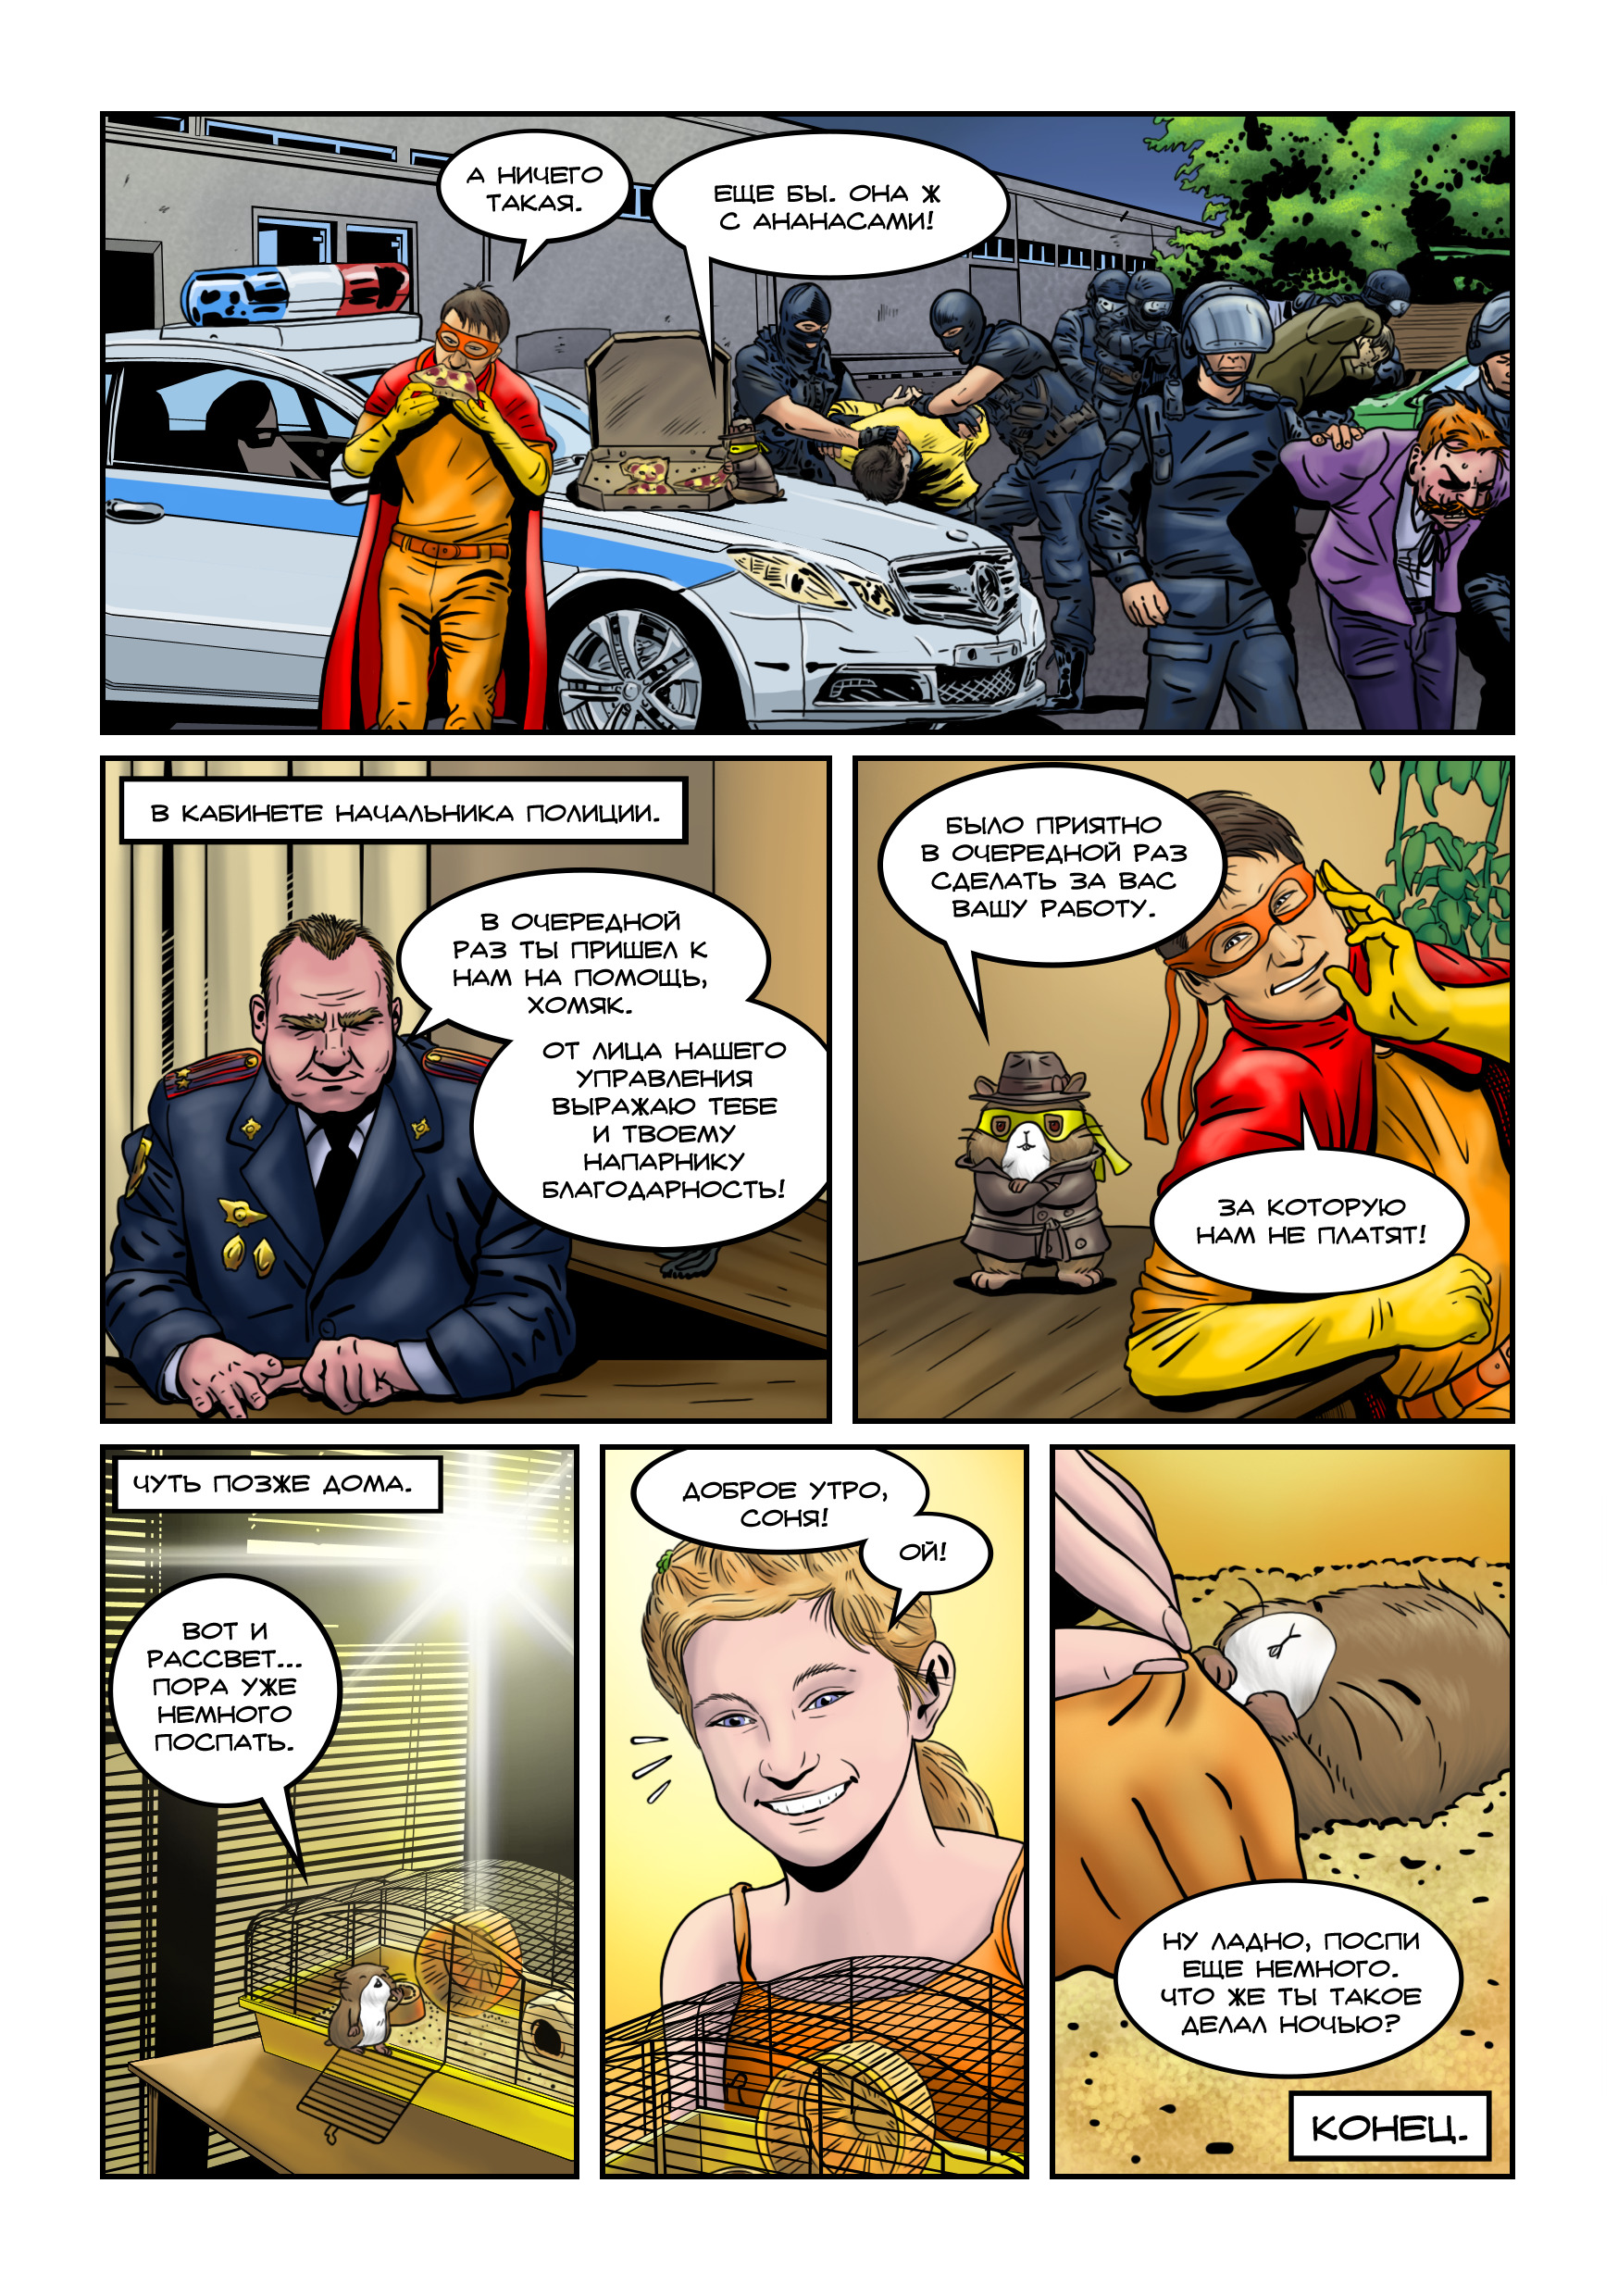 А НИЧЕГО
ТАКАЯ.
ЕЩЕ БЫ. ОНА Ж
С АНАНАСАМИ!
В КАБИНЕТЕ НАЧАЛЬНИКА ПОЛИЦИИ.
В ОЧЕРЕДНОЙ
РАЗ ТЫ ПРИШЕЛ К
НАМ НА ПОМОЩЬ,
ХОМЯК.
ОТ ЛИЦА НАШЕГО
УПРАВЛЕНИЯ
ВЫРАЖАЮ ТЕБЕ
И ТВОЕМУ
НАПАРНИКУ
БЛАГОДАРНОСТЬ!
БЫЛО ПРИЯТНО
В ОЧЕРЕДНОЙ РАЗ
СДЕЛАТЬ ЗА ВАС
ВАШУ РАБОТУ.
ЗА КОТОРУЮ
НАМ НЕ ПЛАТЯТ!
ЧУТЬ ПОЗЖЕ ДОМА.
ВОТ И
РАССВЕТ...
ПОРА УЖЕ
НЕМНОГО
ПОСПАТЬ.
ДОБРОЕ УТРО,
СОНЯ!
ОЙ!
НУ ЛАДНО, ПОСПИ
ЕЩЕ НЕМНОГО.
ЧТО ЖЕ ТЫ ТАКОЕ
ДЕЛАЛ НОЧЬЮ?
КОНЕЦ.